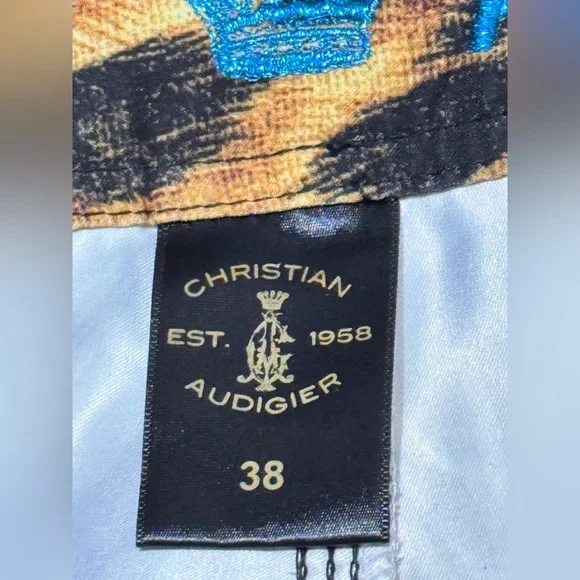 CHRISTIAN
EST. 1958
AUDIGIER
38